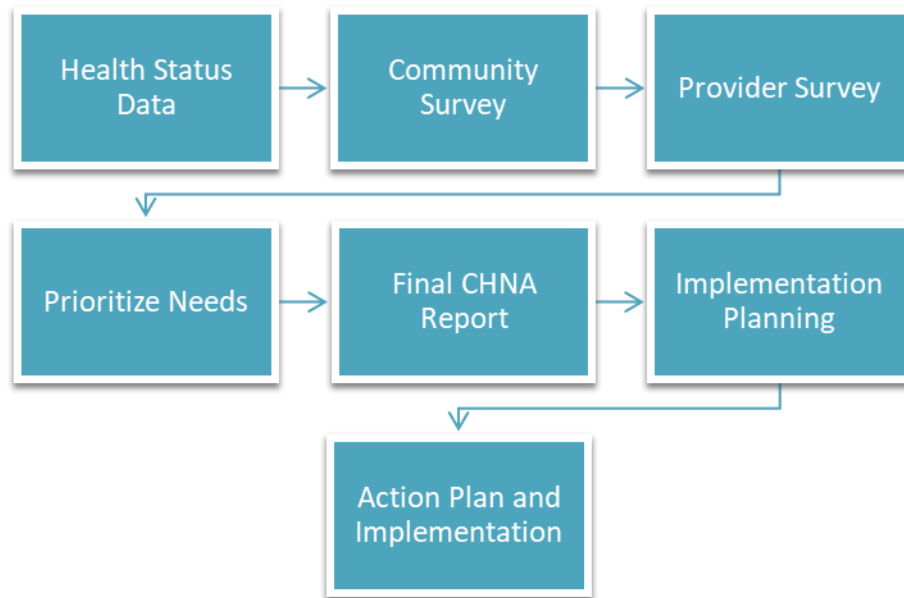 Health Status
Data
Community
Survey
Provider Survey
Prioritize Needs
Final CHNA
Report
Implementation
Planning
Action Plan and
Implementation